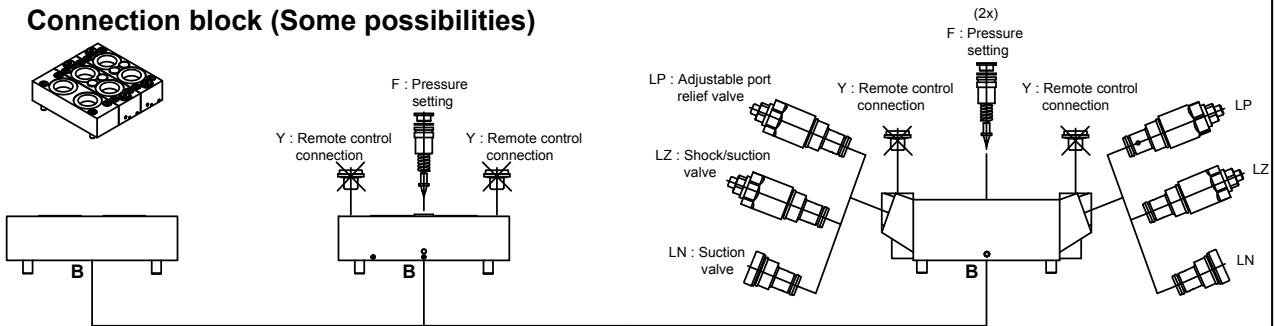 Connection block (Some possibilities)
F : Pressure
setting
Y : Remote control
connection
Y : Remote control
connection
B
B
(2x)
F : Pressure
setting
LP : Adjustable port
relief valve
Y : Remote control
connection
Y : Remote control
connection
LP
LZ : Shock/suction
valve
LZ
LN : Suction
valve
LN
B